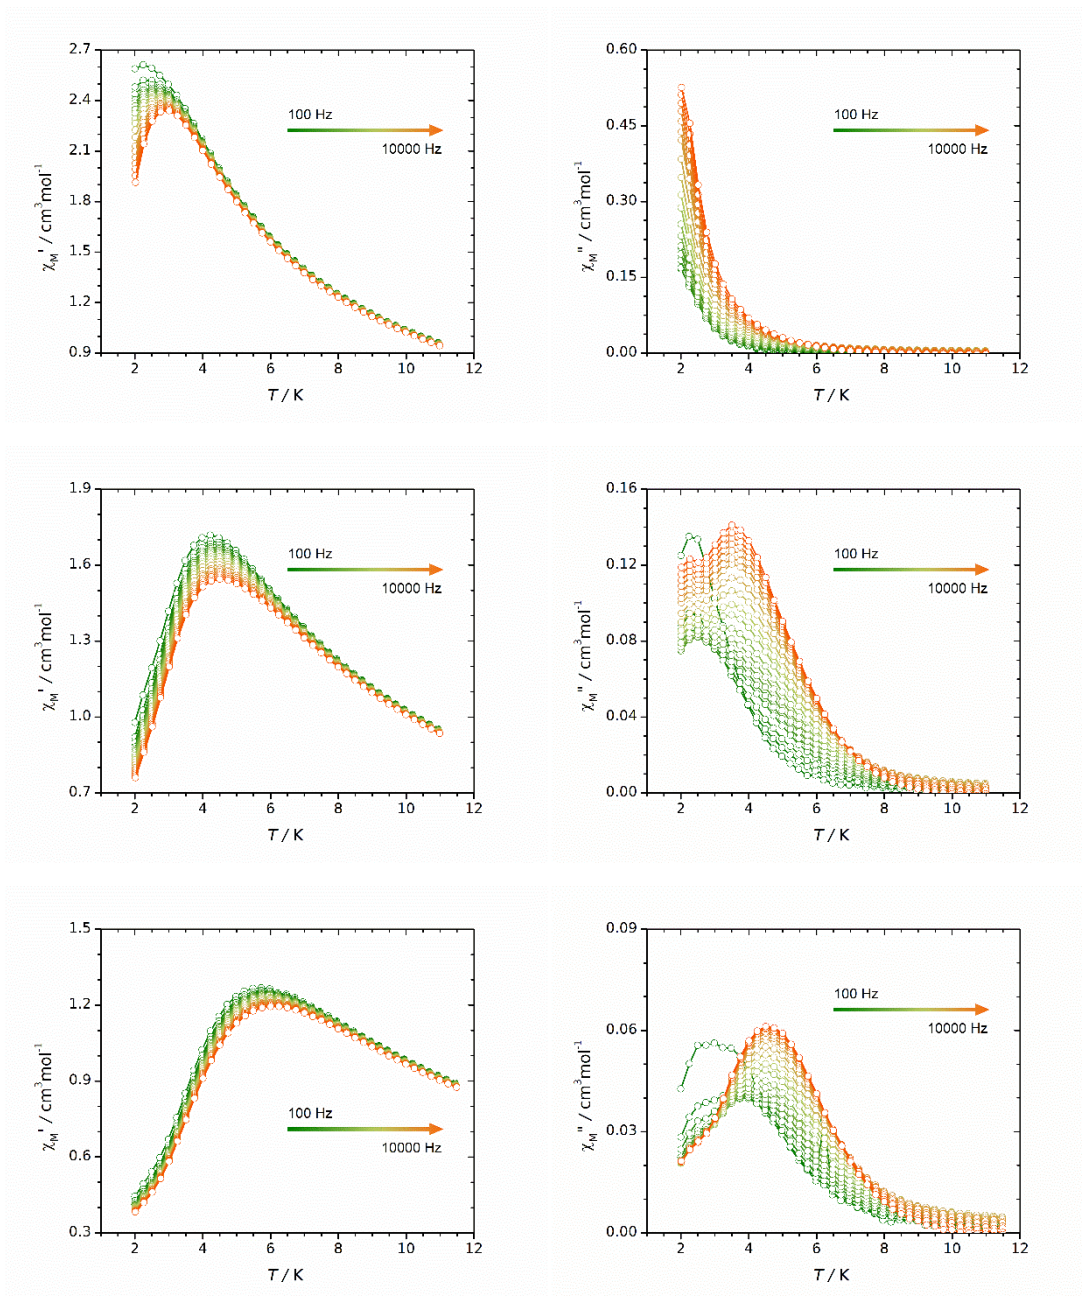 2.7
2.4
2.1
1.8
1.5
1.2
0.9
χM' / cm3mol-1
100 Hz
10000 Hz
2 4 6 8 10 12
T / K
0.60
0.45
0.30
0.15
0.00
χM'' / cm3mol-1
100 Hz
10000 Hz
2 4 6 8 10 12
T / K
1.9
1.6
1.3
1.0
0.7
χM' / cm3mol-1
100 Hz
10000 Hz
2 4 6 8 10 12
T / K
0.16
0.12
0.08
0.04
0.00
χM'' / cm3mol-1
100 Hz
10000 Hz
2 4 6 8 10 12
T / K
1.5
1.2
0.9
0.6
0.3
χM' / cm3mol-1
100 Hz
10000 Hz
2 4 6 8 10 12
T / K
0.09
0.06
0.03
0.00
χM'' / cm3mol-1
100 Hz
10000 Hz
2 4 6 8 10 12
T / K